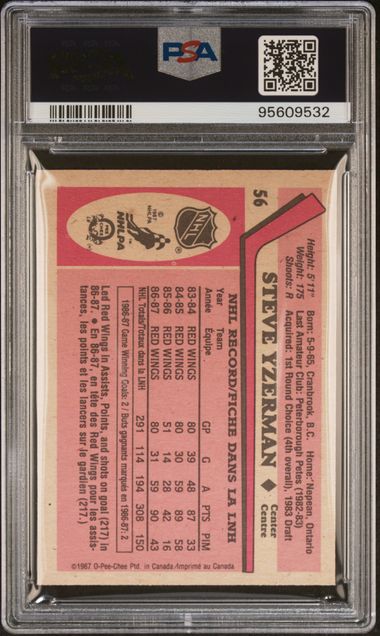 PSA
95609532
56
Height: 5'11" Born: 5-9-65, Cranbrook, B.C. Home: Nepean, Ontario
Weight: 175 Last Amateur Club: Peterborough Petes (1982-83)
Shoots: R Acquired: 1st Round Choice (4th overall), 1983 Draft
STEVE YZERMAN ◆ Center
Centre
NHL RECORD/FICHE DANS LA LNH
Year Team
Année Équipe GP G A PTS PIM
83-84 RED WINGS 80 39 48 87 33
84-85 RED WINGS 80 30 59 89 58
85-86 RED WINGS 51 14 28 42 16
86-87 RED WINGS 80 31 59 90 43
NHL Totals/Totaux dans la LNH 291 114 194 308 150
1986-87 Game Winning Goals: 2 / Buts gagnants marqués en 1986-87: 2
Led Red Wings in Assists, Points, and shots on goal (217) in
86-87. ● En 86-87, en tête des Red Wings pour les assis-
tances, les points et les lancers sur le gardien (217.)
©1987 O-Pee-Chee Ptd. in Canada/Imprimé au Canada
NHL
© 1987
NHLPA
NHLPA